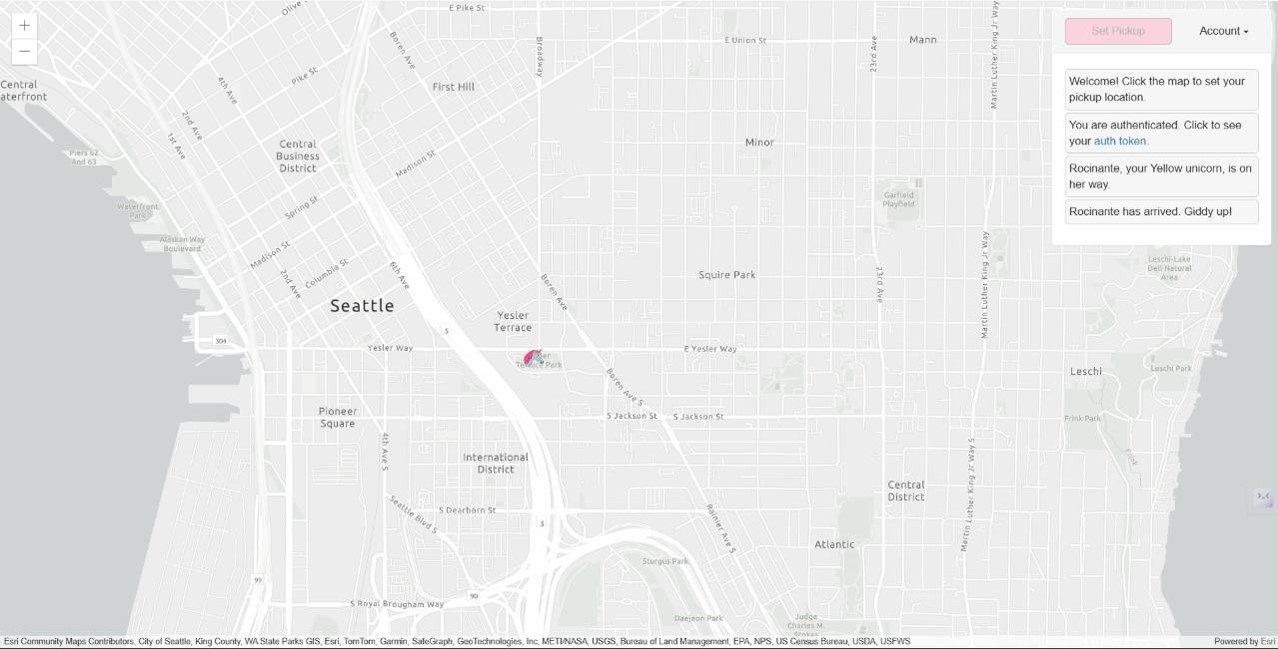 +
−
Olive
E Pike St
Boren Ave
Broadway
E Union St
23rd Ave
Mann
Martin Luther King Jr Way
Set Pickup
Account
Welcome! Click the map to set your
pickup location.
You are authenticated. Click to see
your auth token.
Rocinante, your Yellow unicorn, is on
her way.
Rocinante has arrived. Giddy up!
Central
aterfront
4th Ave
Pike St
First Hill
2nd Ave
1st Ave
Central
Business
District
Madison St
Minor
Piers 62
And 63
Garfield
Playfield
Waterfront
Park
Spring St
Alaskan Way
Boulevard
Madison St
Columbia St
2nd Ave
6th Ave
Squire Park
23rd Ave
Martin Luther King Jr Way
Leschi-Lake
Dell Natural
Area
Seattle
Boren Ave
Yesler
Terrace
5
304
Yesler Way
E Yesler Way
Terrace Park
Leschi
Leschi Park
Boren Ave S
Pioneer
Square
S Jackson St
S Jackson St
Frink Park
4th Ave S
International
District
Martin Luther King Jr Way S
Central
District
Seattle Blvd S
S Dearborn St
5
Rainier Ave S
Atlantic
Sturgus Park
99
90
S Royal Brougham Way
Daejeon Park
Judge
Charles M.
Esri Community Maps Contributors, City of Seattle, King County, WA State Parks GIS, Esri, TomTom, Garmin, SafeGraph, GeoTechnologies, Inc, METI/NASA, USGS, Bureau of Land Management, EPA, NPS, US Census Bureau, USDA, USFWS
Powered by Esri